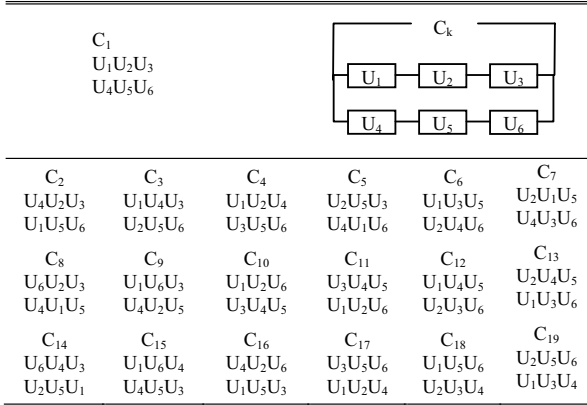 C₁
U₁U₂U₃
U₄U₅U₆
Cₖ
U₁ U₂ U₃
U₄ U₅ U₆
C₂ C₃ C₄ C₅ C₆ C₇
U₄U₂U₃ U₁U₄U₃ U₁U₂U₄ U₂U₅U₃ U₁U₃U₅ U₂U₁U₅
U₁U₅U₆ U₂U₅U₆ U₃U₅U₆ U₄U₁U₆ U₂U₄U₆ U₄U₃U₆
C₈ C₉ C₁₀ C₁₁ C₁₂ C₁₃
U₆U₂U₃ U₁U₆U₃ U₁U₂U₆ U₃U₄U₅ U₁U₄U₅ U₂U₄U₅
U₄U₁U₅ U₄U₂U₅ U₃U₄U₅ U₁U₂U₆ U₂U₃U₆ U₁U₃U₆
C₁₄ C₁₅ C₁₆ C₁₇ C₁₈ C₁₉
U₆U₄U₃ U₁U₆U₄ U₄U₂U₆ U₃U₅U₆ U₁U₅U₆ U₂U₅U₆
U₂U₅U₁ U₄U₅U₃ U₁U₅U₃ U₁U₂U₄ U₂U₃U₄ U₁U₃U₄